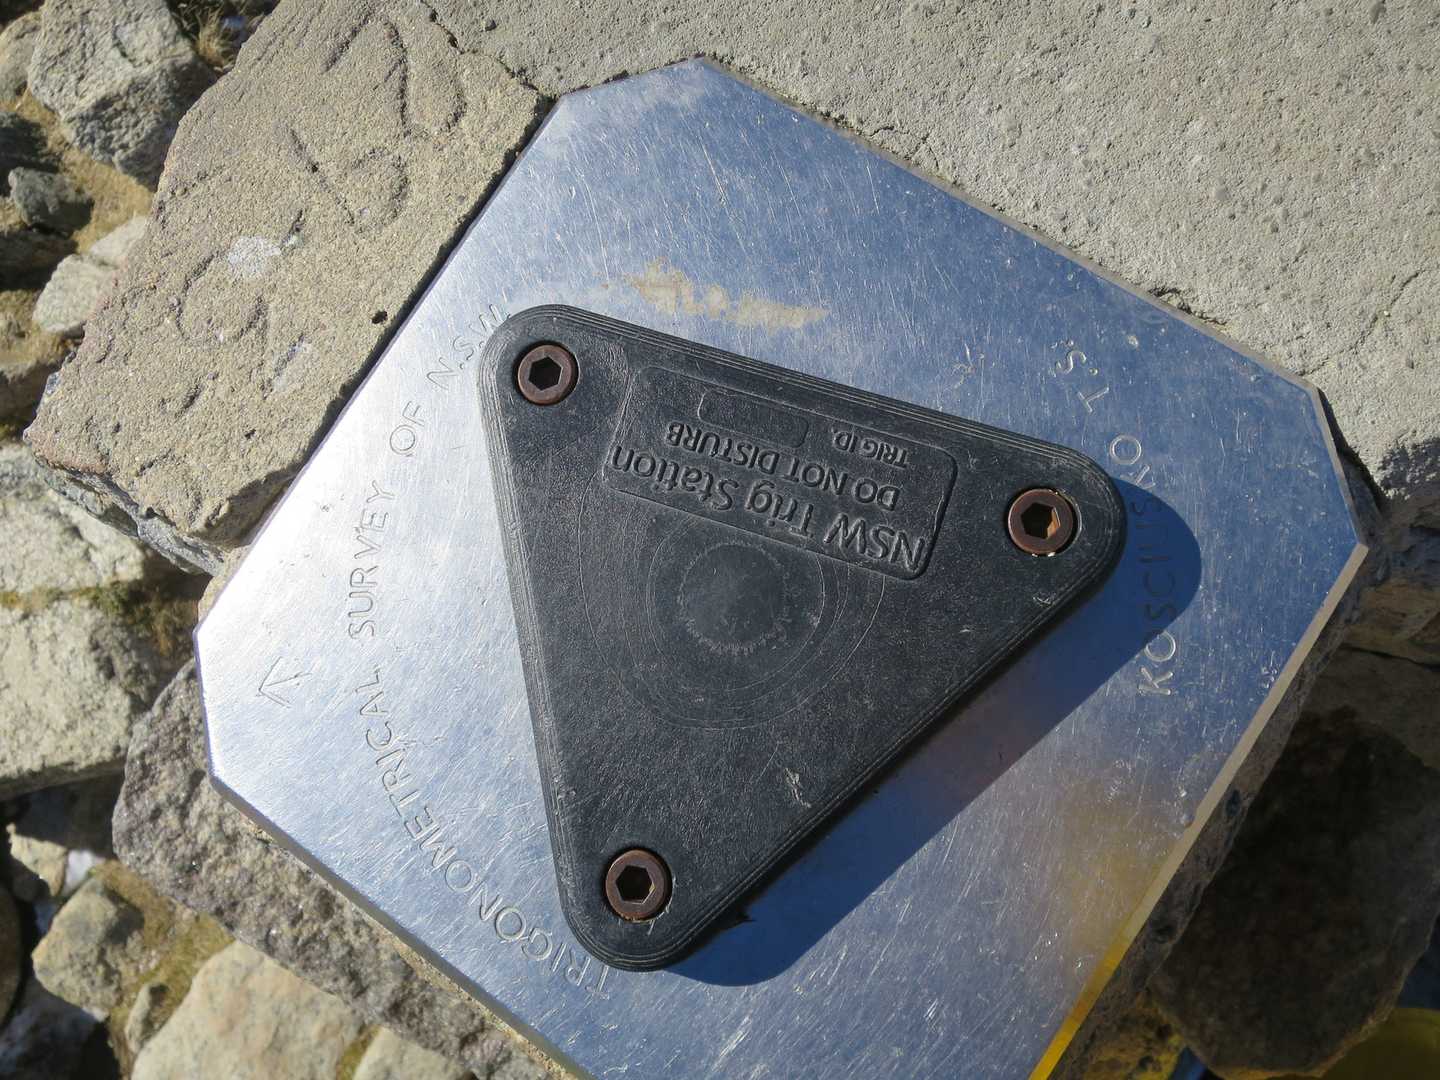 TRIGONOMETRICAL SURVEY OF N.S.W.
KOSCIUSKO T.S.
NSW Trig Station
DO NOT DISTURB
TRIG ID.